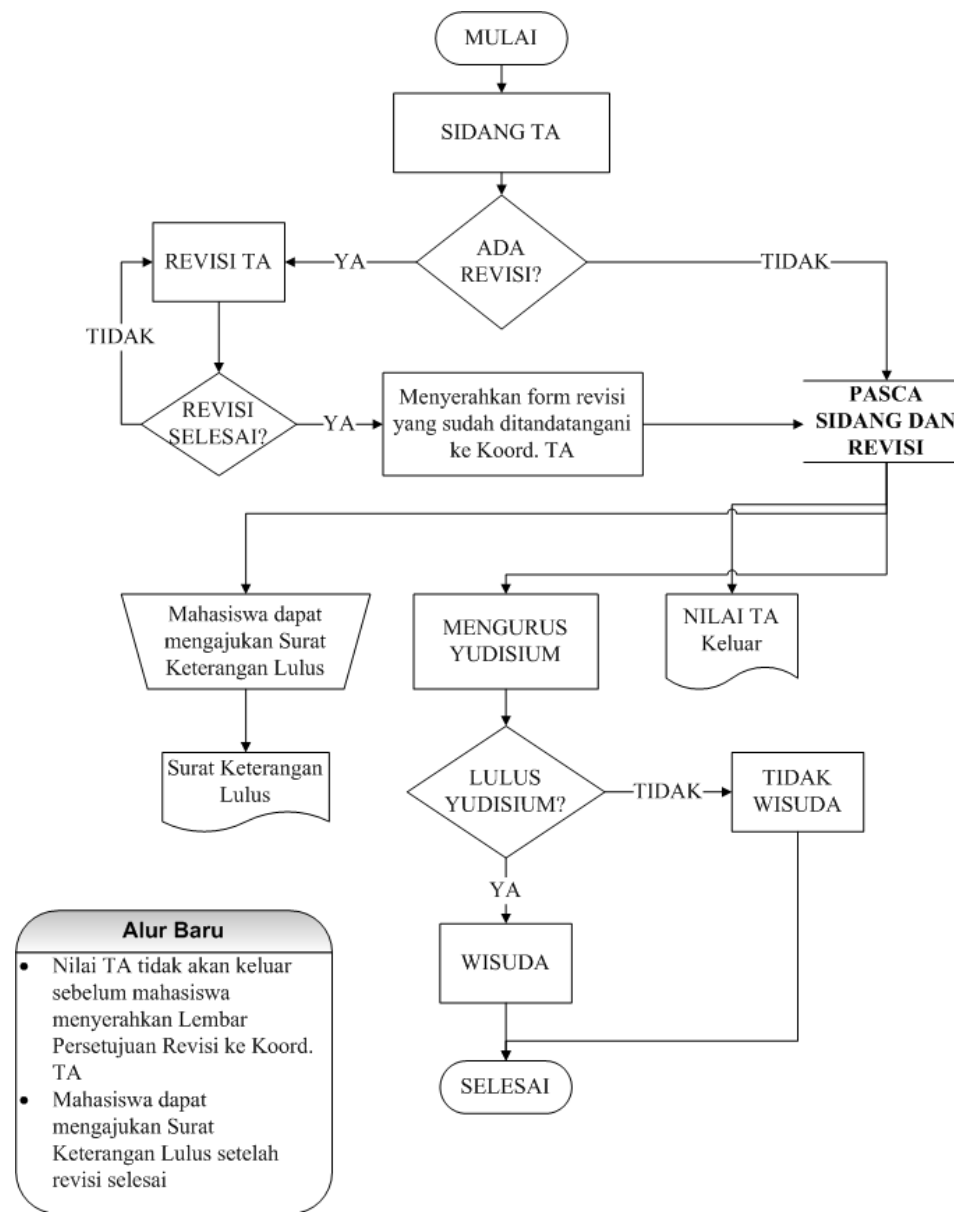 MULAI
SIDANG TA
ADA
REVISI?
YA
TIDAK
REVISI TA
TIDAK
REVISI
SELESAI?
YA
Menyerahkan form revisi
yang sudah ditandatangani
ke Koord. TA
PASCA
SIDANG DAN
REVISI
Mahasiswa dapat
mengajukan Surat
Keterangan Lulus
MENGURUS
YUDISIUM
NILAI TA
Keluar
Surat Keterangan
Lulus
LULUS
YUDISIUM?
TIDAK
TIDAK
WISUDA
YA
WISUDA
SELESAI
Alur Baru
• Nilai TA tidak akan keluar
sebelum mahasiswa
menyerahkan Lembar
Persetujuan Revisi ke Koord.
TA
• Mahasiswa dapat
mengajukan Surat
Keterangan Lulus setelah
revisi selesai